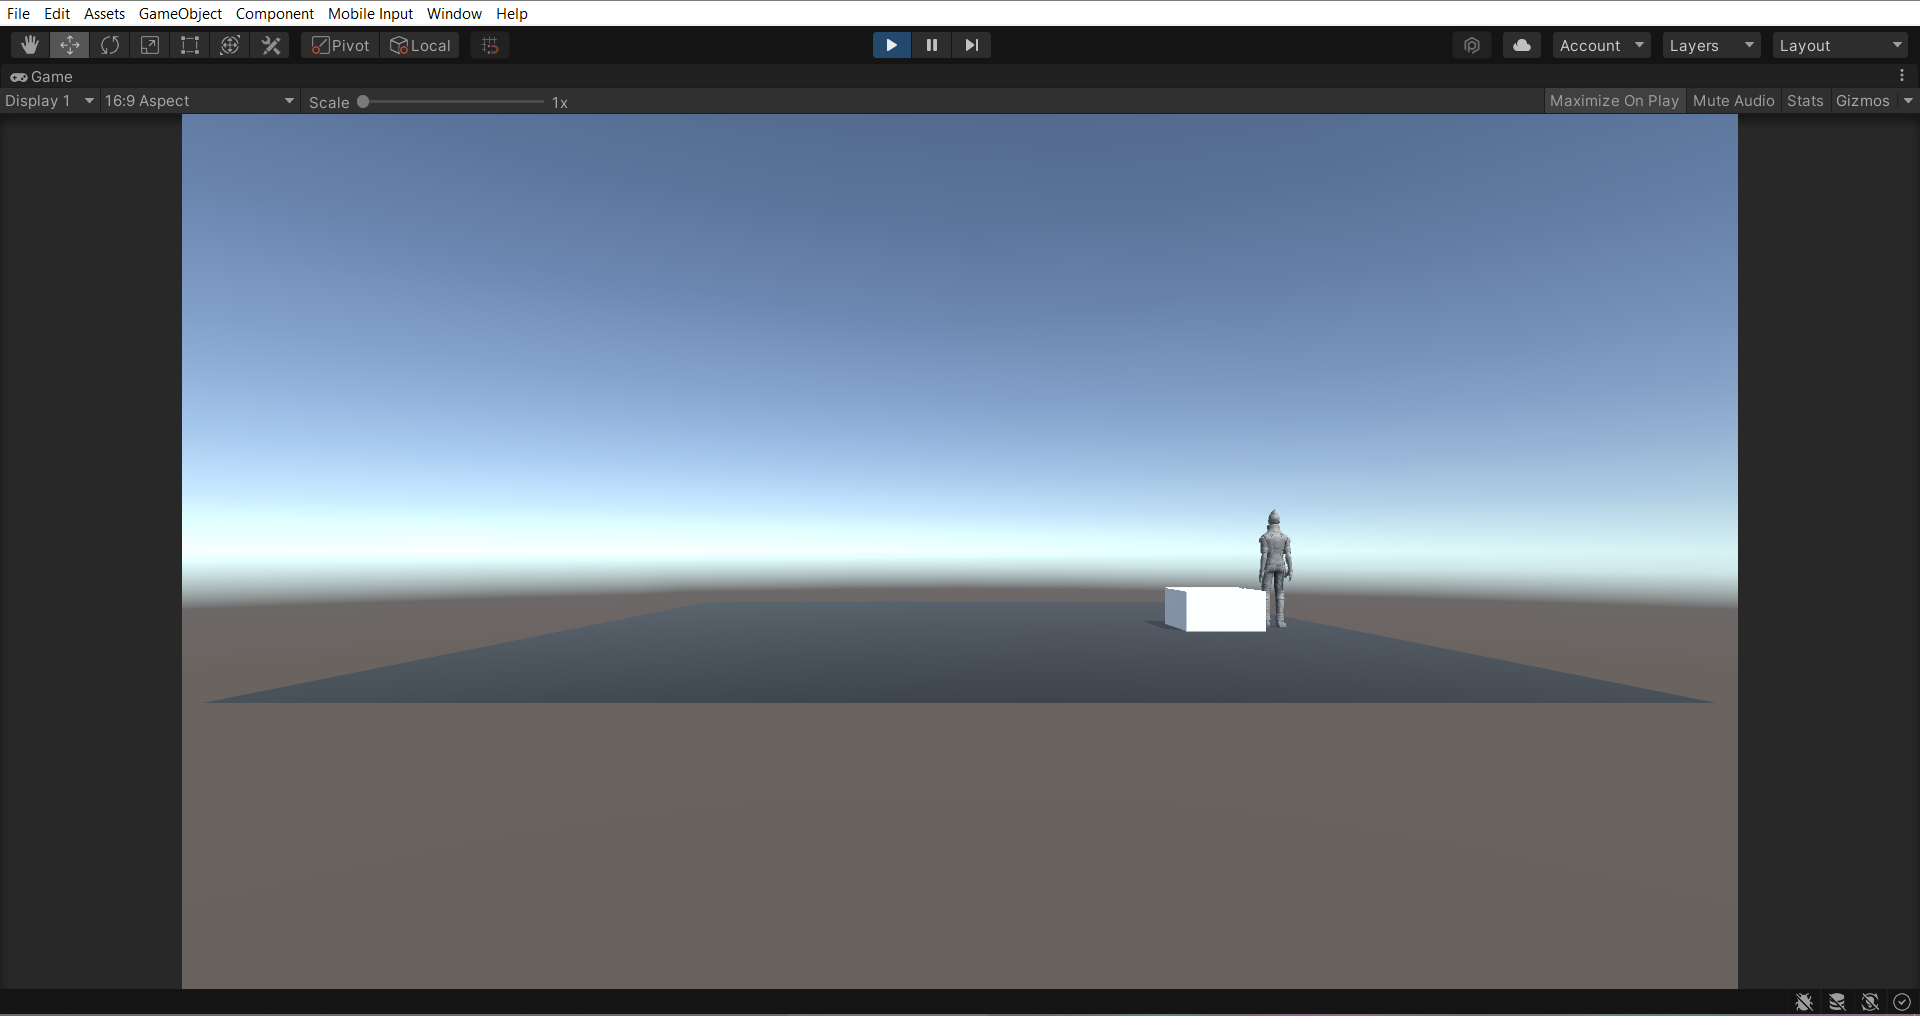 File Edit Assets GameObject Component Mobile Input Window Help
Pivot Local Account Layers Layout
Game
Display 1 16:9 Aspect Scale 1x Maximize On Play Mute Audio Stats Gizmos